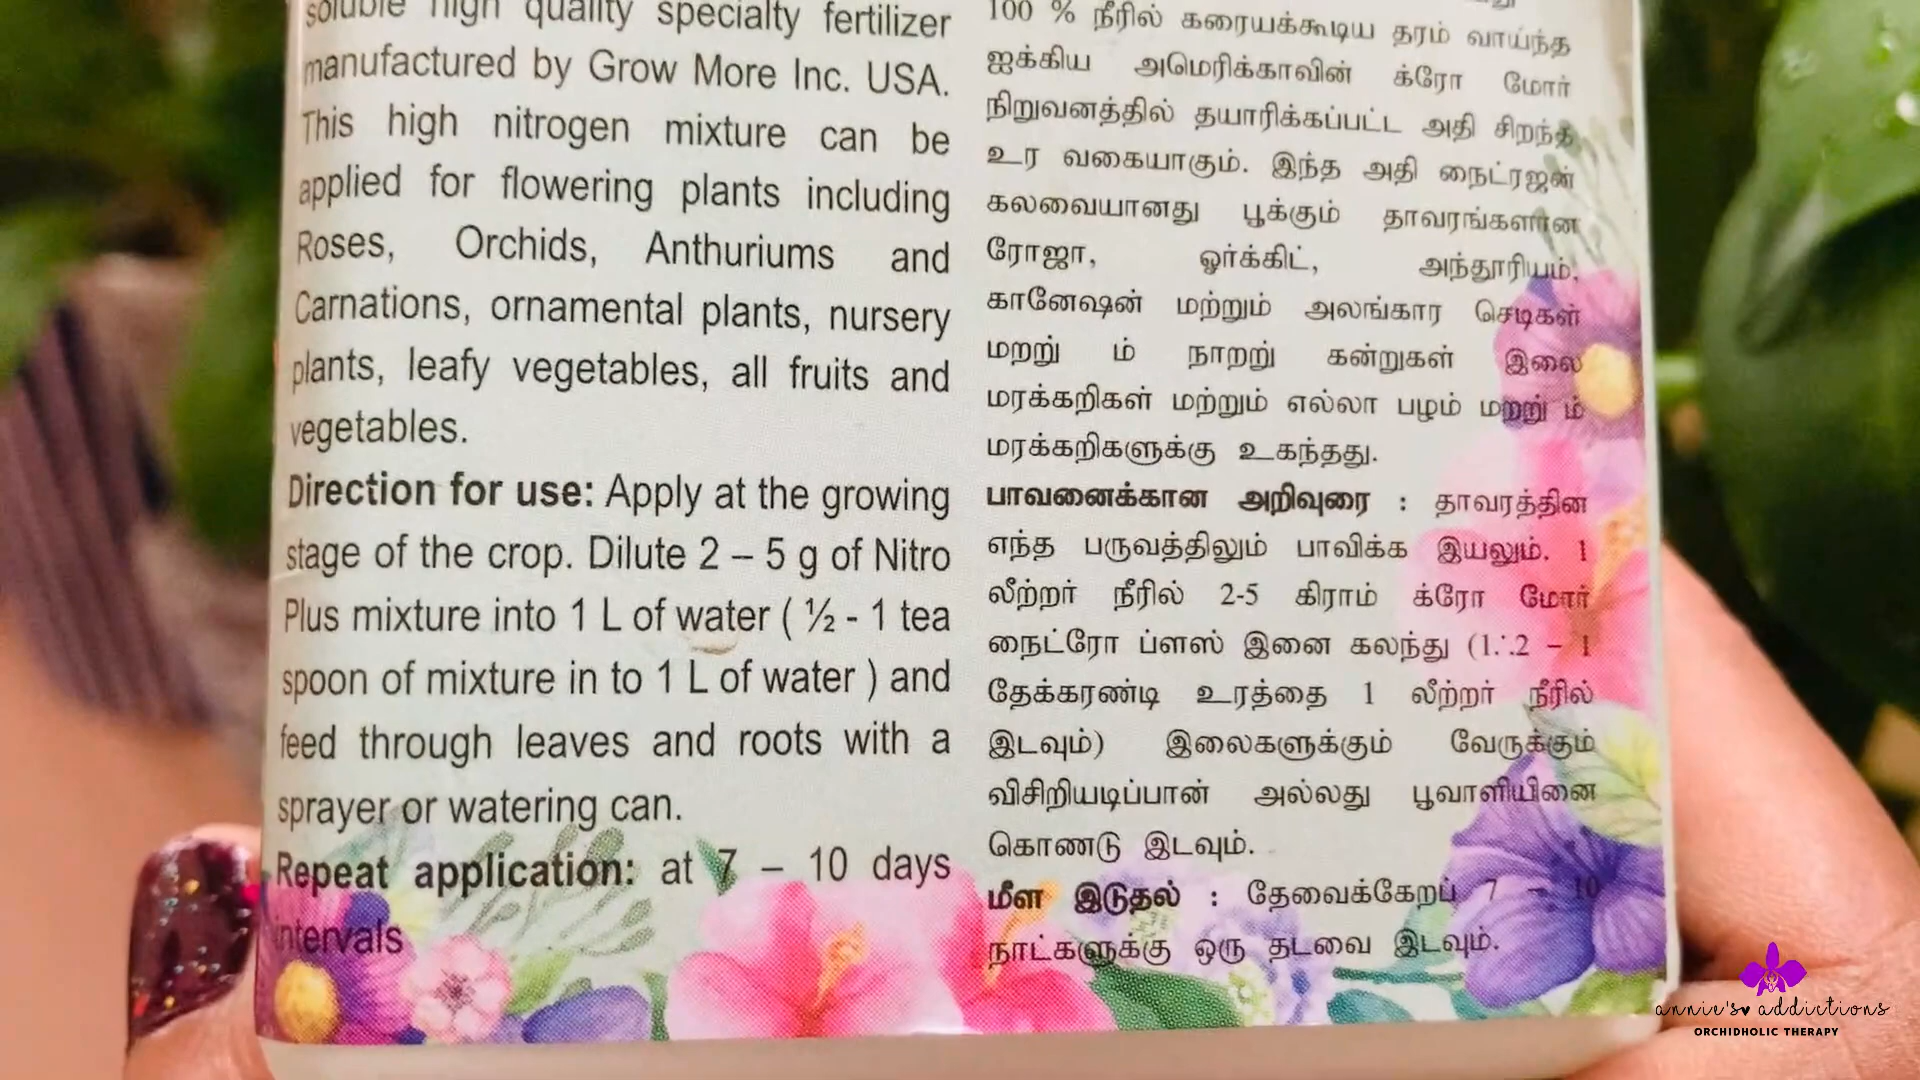 soluble high quality specialty fertilizer
manufactured by Grow More Inc. USA.
This high nitrogen mixture can be
applied for flowering plants including
Roses, Orchids, Anthuriums and
Carnations, ornamental plants, nursery
plants, leafy vegetables, all fruits and
vegetables.
Direction for use: Apply at the growing
stage of the crop. Dilute 2 – 5 g of Nitro
Plus mixture into 1 L of water ( ½ - 1 tea
spoon of mixture in to 1 L of water ) and
feed through leaves and roots with a
sprayer or watering can.
Repeat application: at 7 – 10 days
intervals
100 % நீரில் கரையக்கூடிய தரம் வாய்ந்த
ஐக்கிய அமெரிக்காவின் க்ரோ மோர்
நிறுவனத்தில் தயாரிக்கப்பட்ட அதி சிறந்த
உர வகையாகும். இந்த அதி நைட்ரஜன்
கலவையானது பூக்கும் தாவரங்களான
ரோஜா, ஓர்க்கிட், அந்தூரியம்,
கானேஷன் மற்றும் அலங்கார செடிகள்
மறறு ம் நாறறு கன்றுகள் இலை
மரக்கறிகள் மற்றும் எல்லா பழம் மறறு ம்
மரக்கறிகளுக்கு உகந்தது.
பாவனைக்கான அறிவுரை : தாவரத்தின
எந்த பருவத்திலும் பாவிக்க இயலும். 1
லீற்றர் நீரில் 2-5 கிராம் க்ரோ மோர்
நைட்ரோ ப்ளஸ் இனை கலந்து (1∴2 – 1
தேக்கரண்டி உரத்தை 1 லீற்றர் நீரில்
இடவும்) இலைகளுக்கும் வேருக்கும்
விசிறியடிப்பான் அல்லது பூவாளியினை
கொணடு இடவும்.
மீள இடுதல் : தேவைக்கேறப் 7 – 10
நாட்களுக்கு ஒரு தடவை இடவும்.
annie's addictions
ORCHIDHOLIC THERAPY